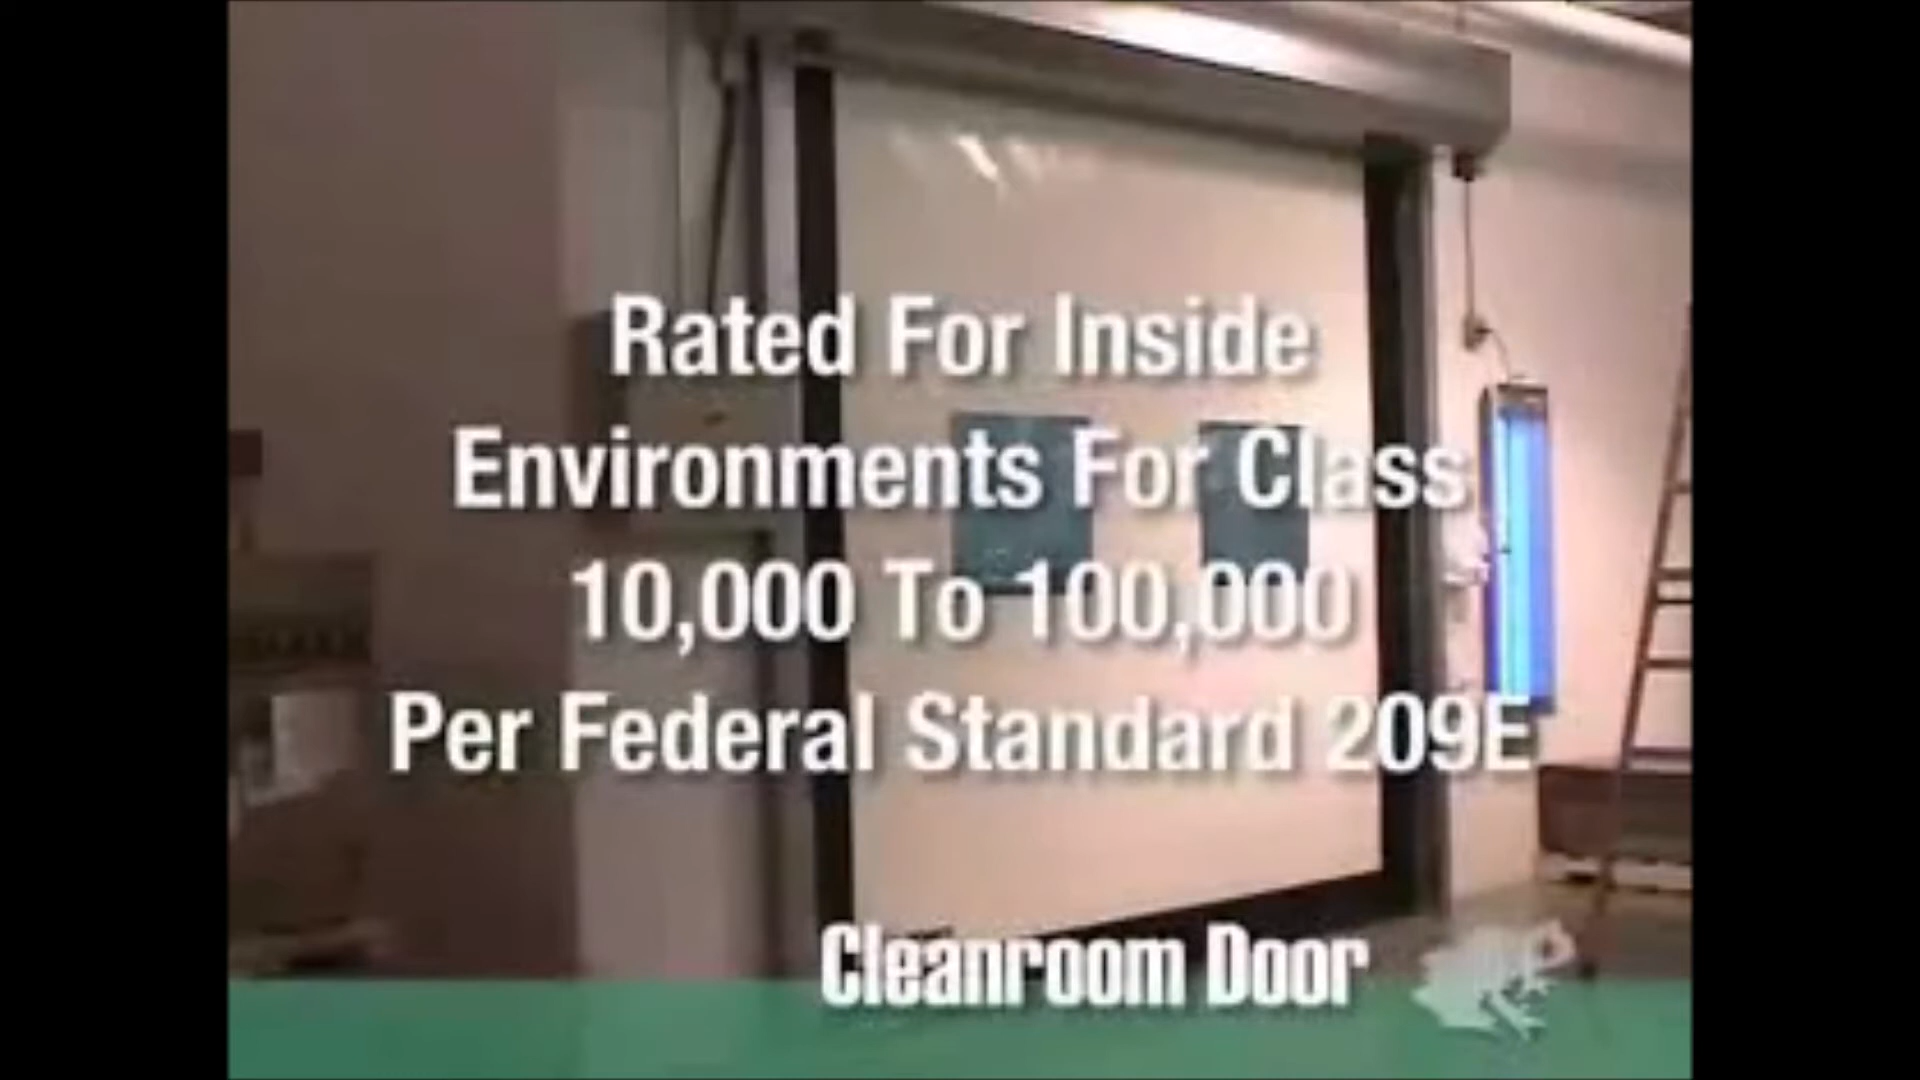 Rated For Inside
Environments For Class
10,000 To 100,000
Per Federal Standard 209E
Cleanroom Door